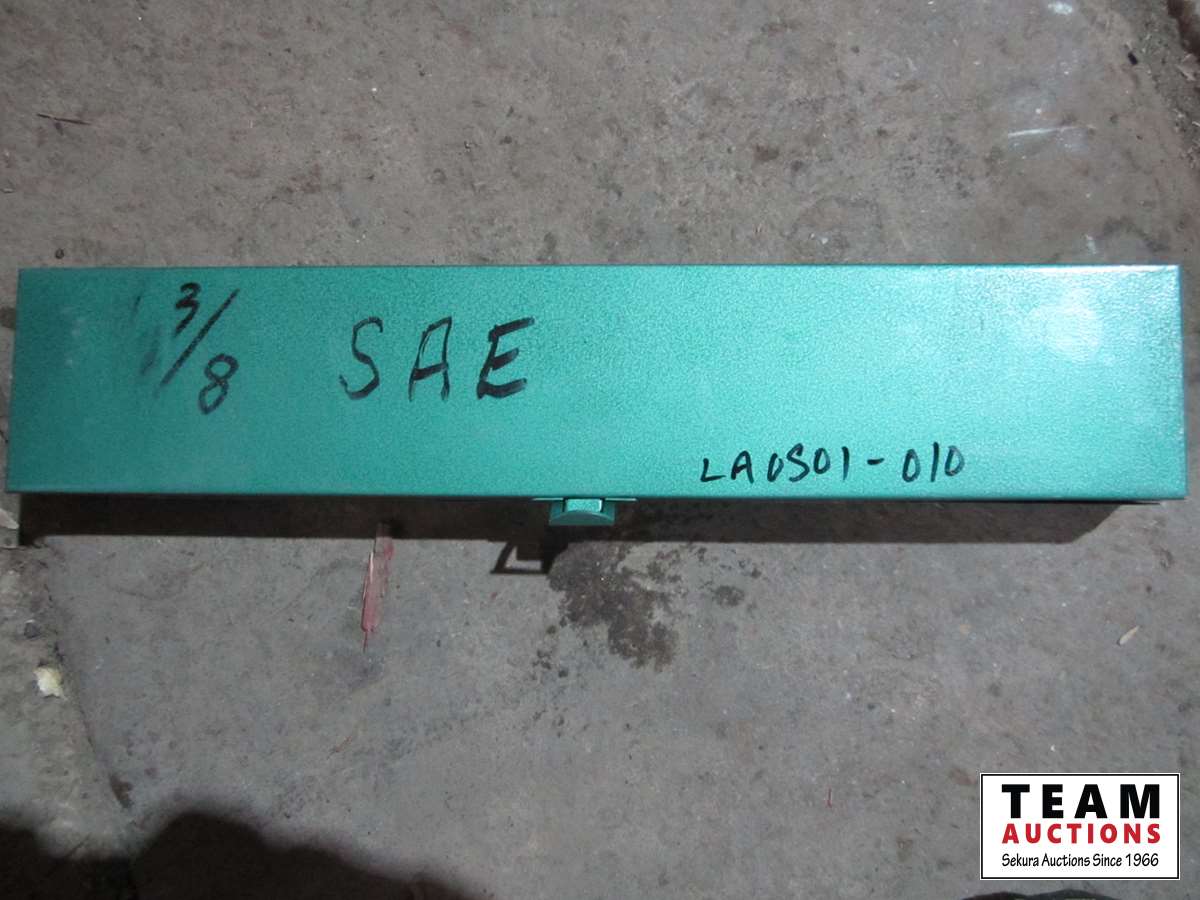 3/8 SAE
LA0S01-010
TEAM
AUCTIONS
Sekura Auctions Since 1966